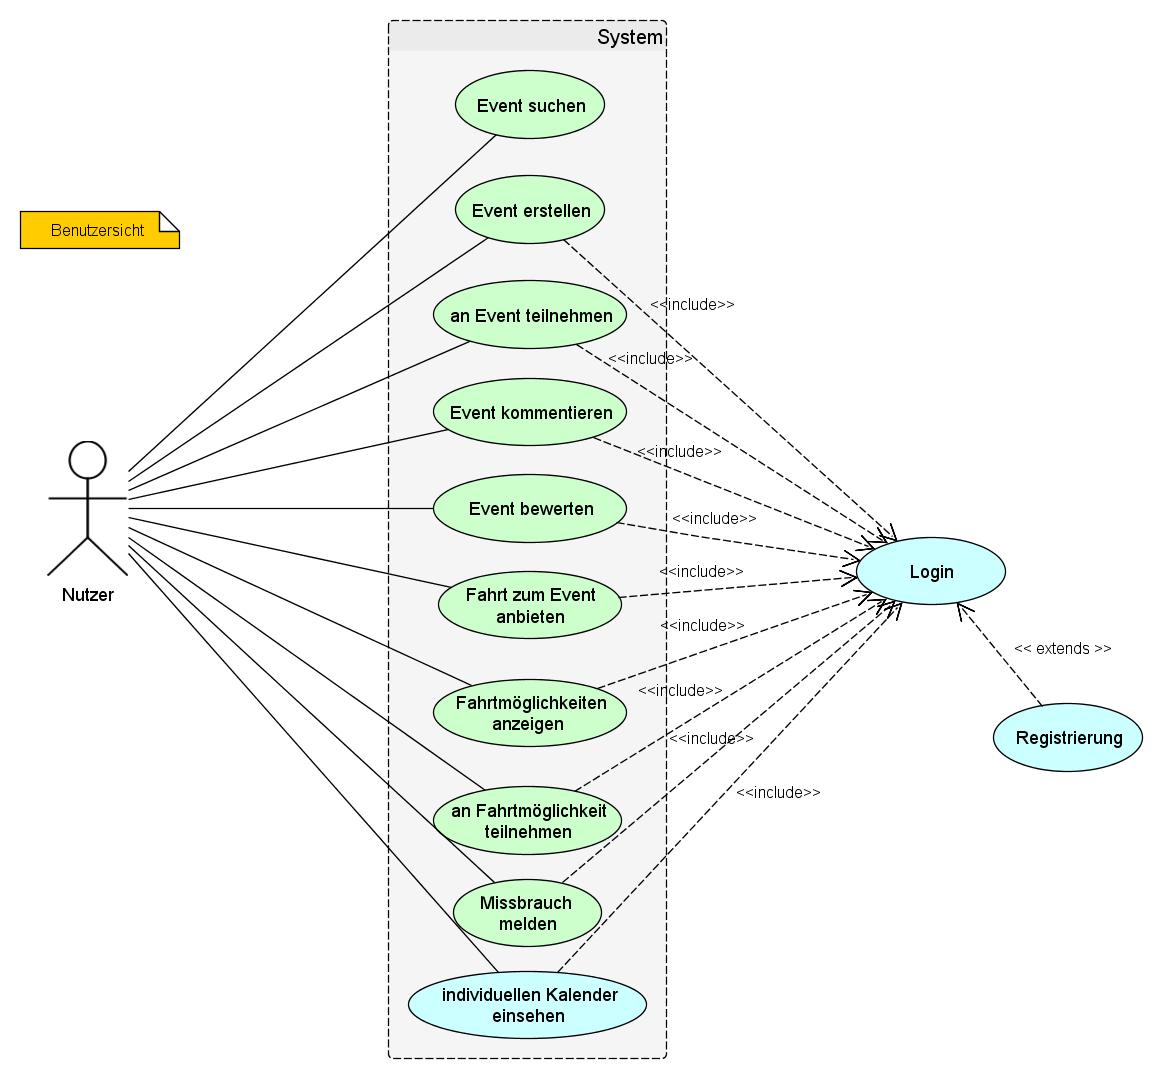 System
Event suchen
Event erstellen
Benutzersicht
<<include>>
an Event teilnehmen
<<include>>
Event kommentieren
<<include>>
Event bewerten
<<include>>
Login
<<include>>
Nutzer
Fahrt zum Event
anbieten
<<include>>
<< extends >>
Fahrtmöglichkeiten
anzeigen
<<include>>
Registrierung
<<include>>
<<include>>
an Fahrtmöglichkeit
teilnehmen
Missbrauch
melden
individuellen Kalender
einsehen